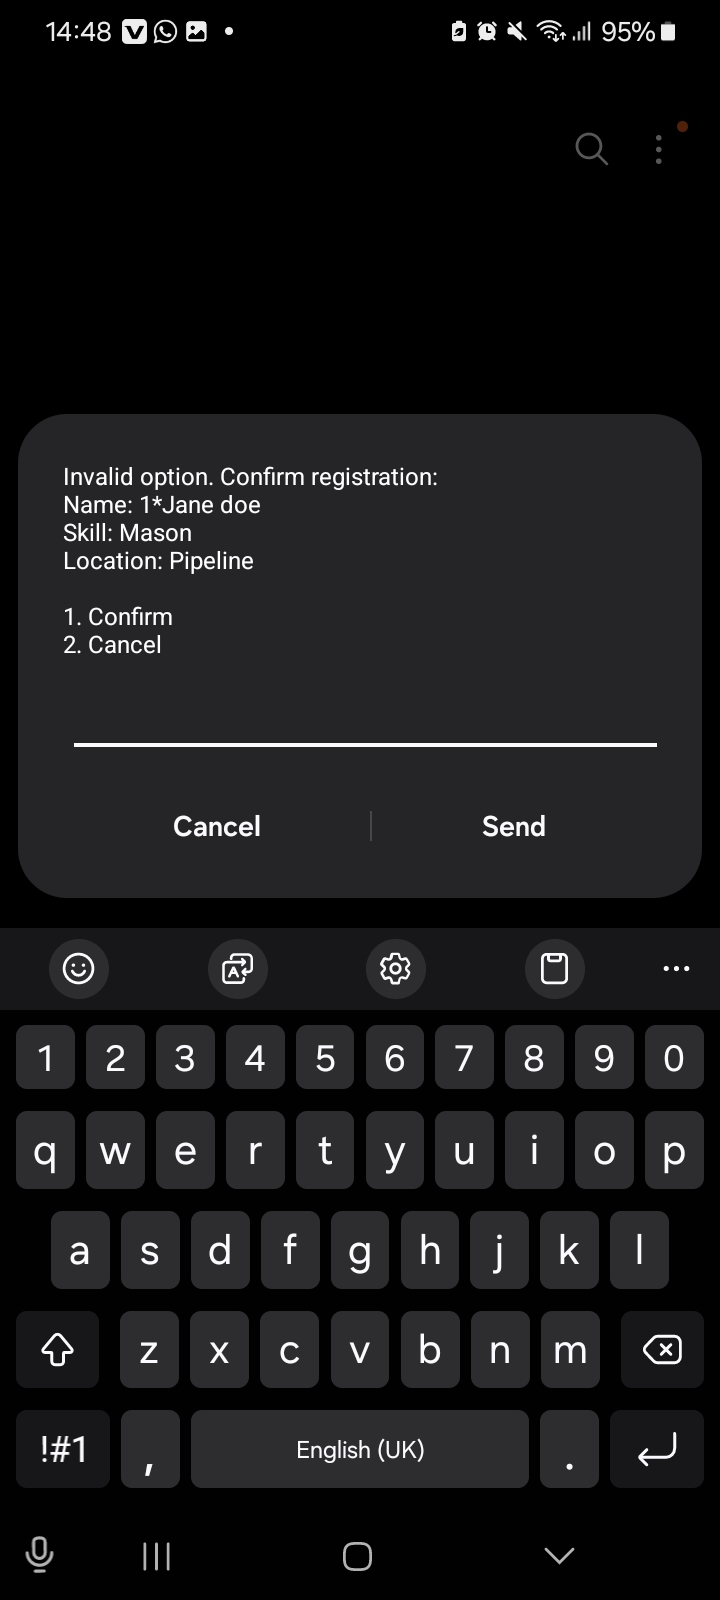 14:48
95%
Invalid option. Confirm registration:
Name: 1*Jane doe
Skill: Mason
Location: Pipeline
1. Confirm
2. Cancel
Cancel
Send
1 2 3 4 5 6 7 8 9 0
q w e r t y u i o p
a s d f g h j k l
z x c v b n m
!#1 , English (UK) .